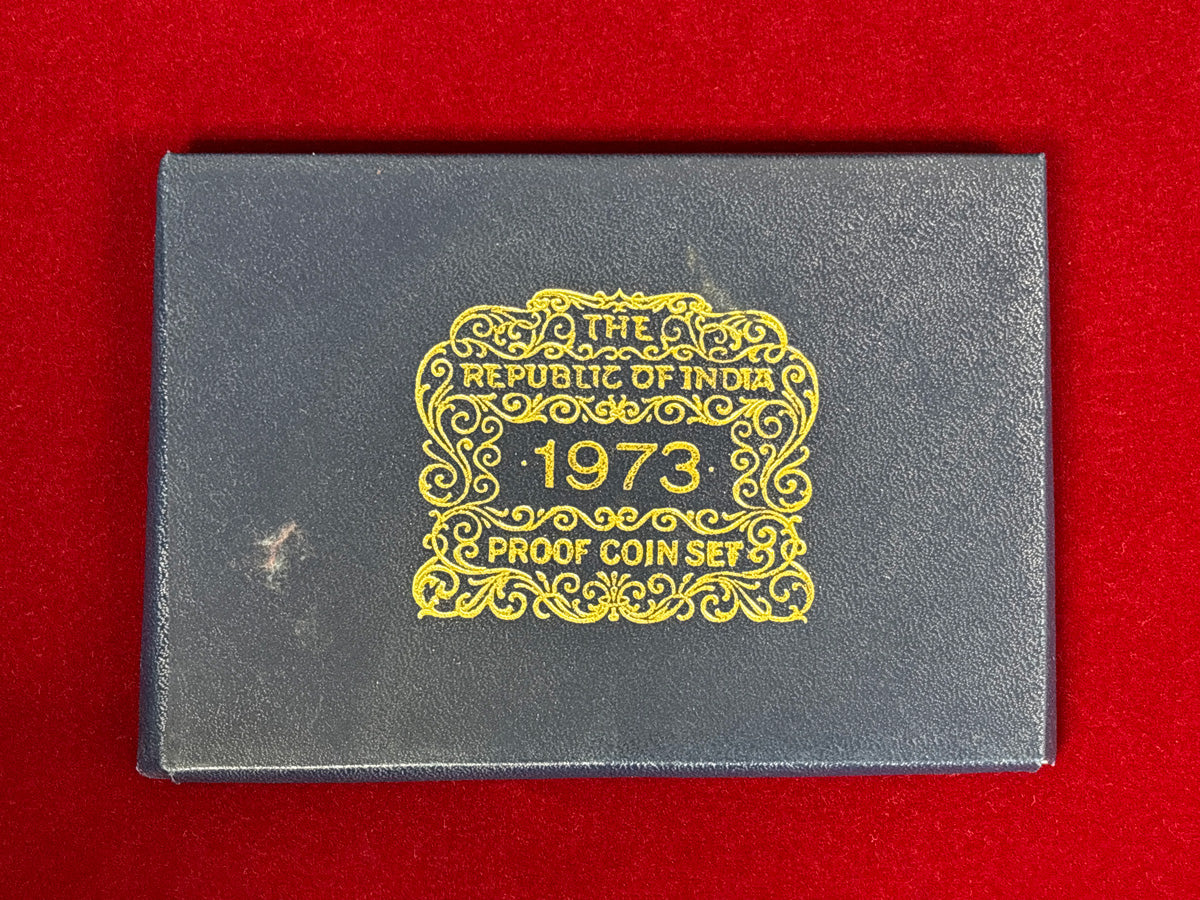 THE
REPUBLIC OF INDIA
· 1973 ·
PROOF COIN SET